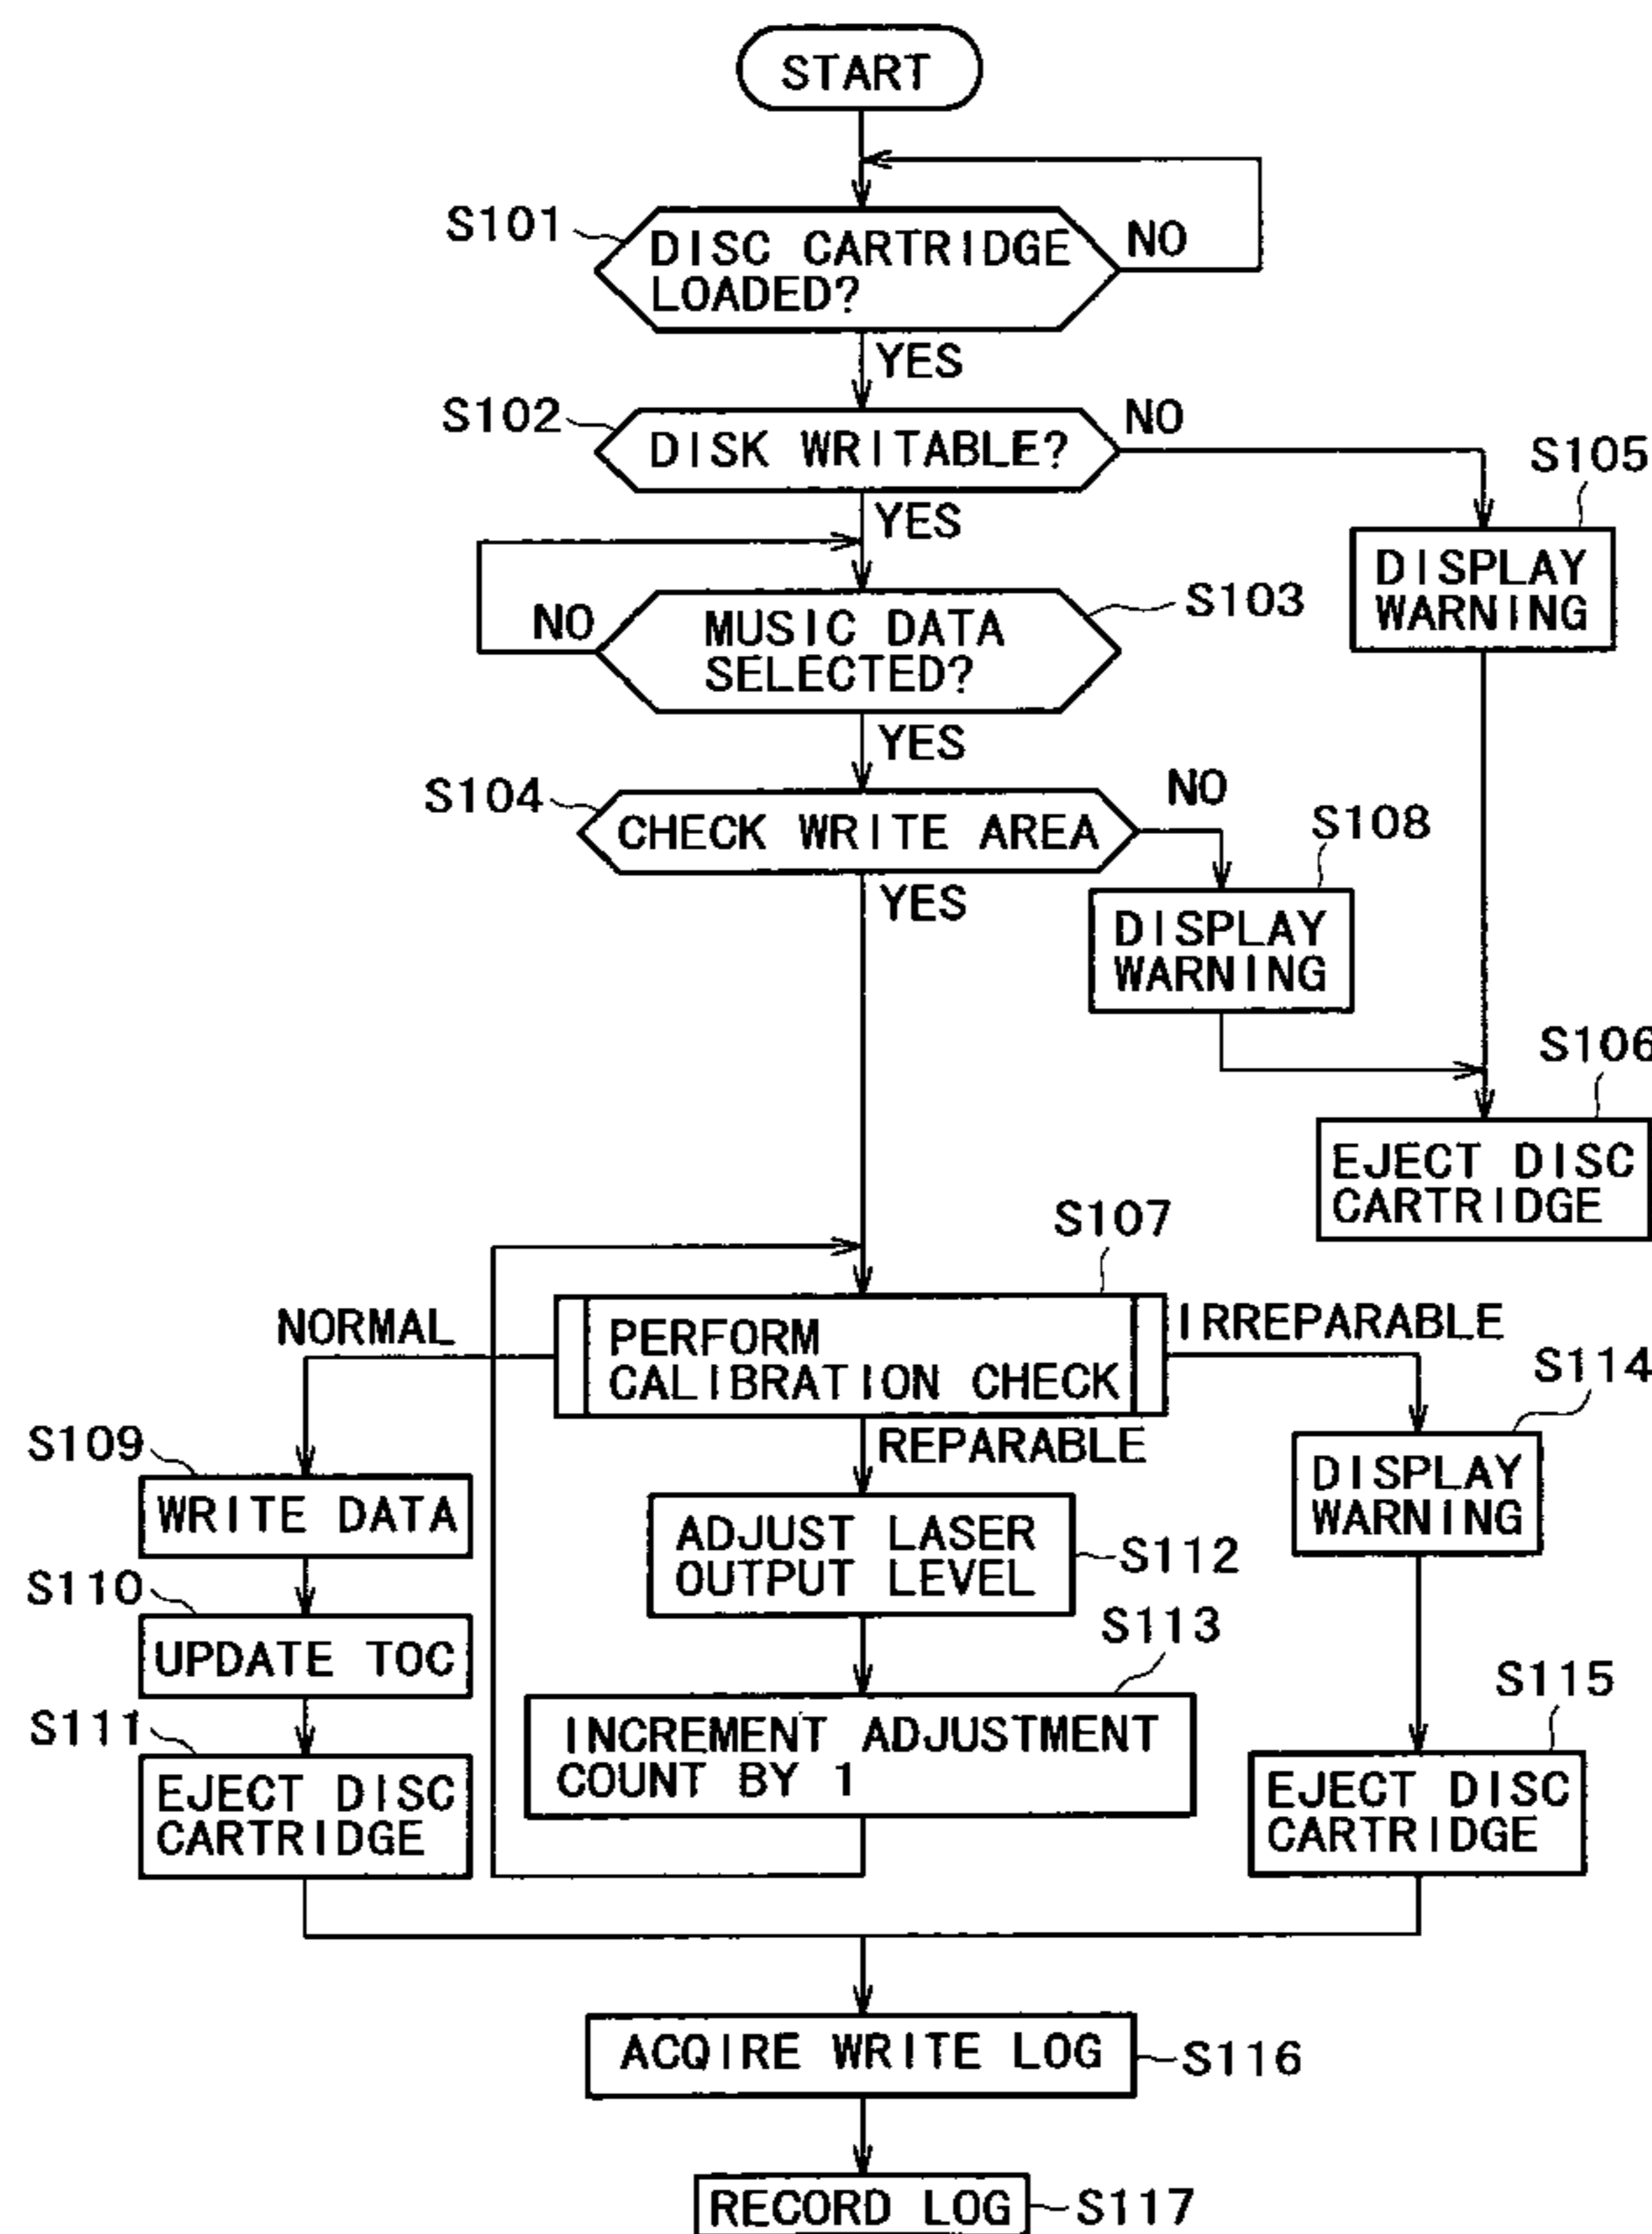 START
S101
DISC CARTRIDGE
LOADED?
NO
YES
S102
DISK WRITABLE?
NO
YES
S105
DISPLAY
WARNING
NO
MUSIC DATA
SELECTED?
S103
YES
S104
CHECK WRITE AREA
NO
YES
S108
DISPLAY
WARNING
S106
EJECT DISC
CARTRIDGE
S107
NORMAL
PERFORM
CALIBRATION CHECK
IRREPARABLE
REPARABLE
S114
DISPLAY
WARNING
S109
WRITE DATA
ADJUST LASER
OUTPUT LEVEL
S112
S110
UPDATE TOC
S113
INCREMENT ADJUSTMENT
COUNT BY 1
S111
EJECT DISC
CARTRIDGE
S115
EJECT DISC
CARTRIDGE
ACQIRE WRITE LOG
S116
RECORD LOG
S117